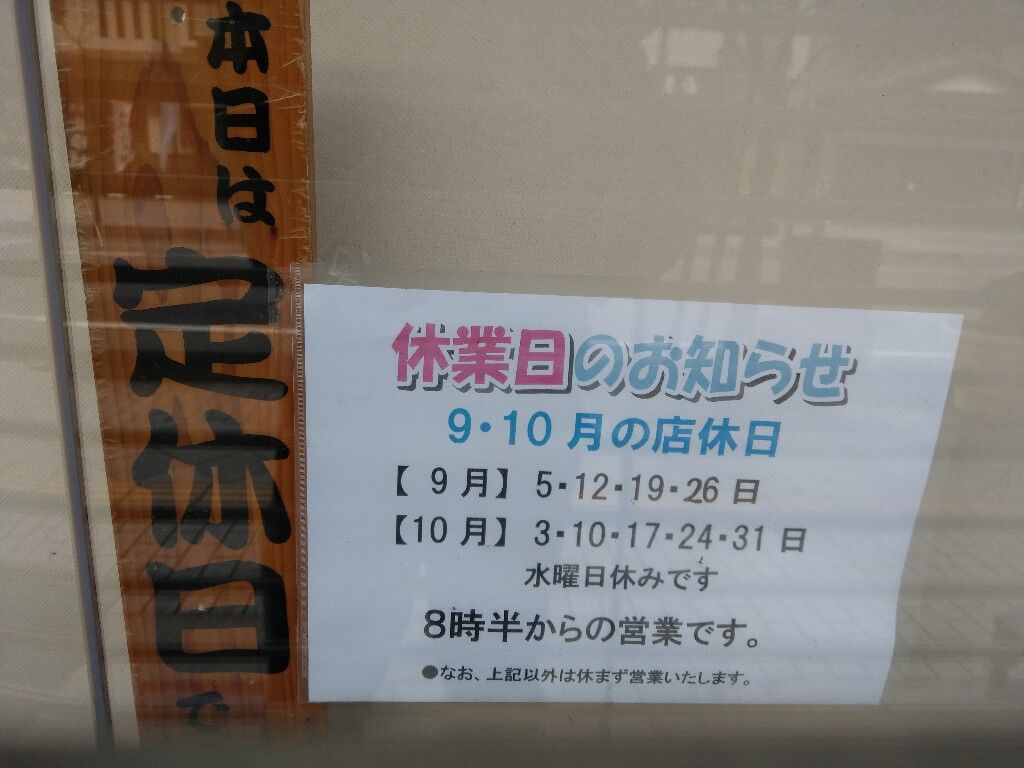 本日は定休日で
休業日のお知らせ
9・10 月の店休日
【 9 月】 5・12・19・26 日
【10 月】 3・10・17・24・31 日
水曜日休みです
8時半からの営業です。
●なお、上記以外は休まず営業いたします。